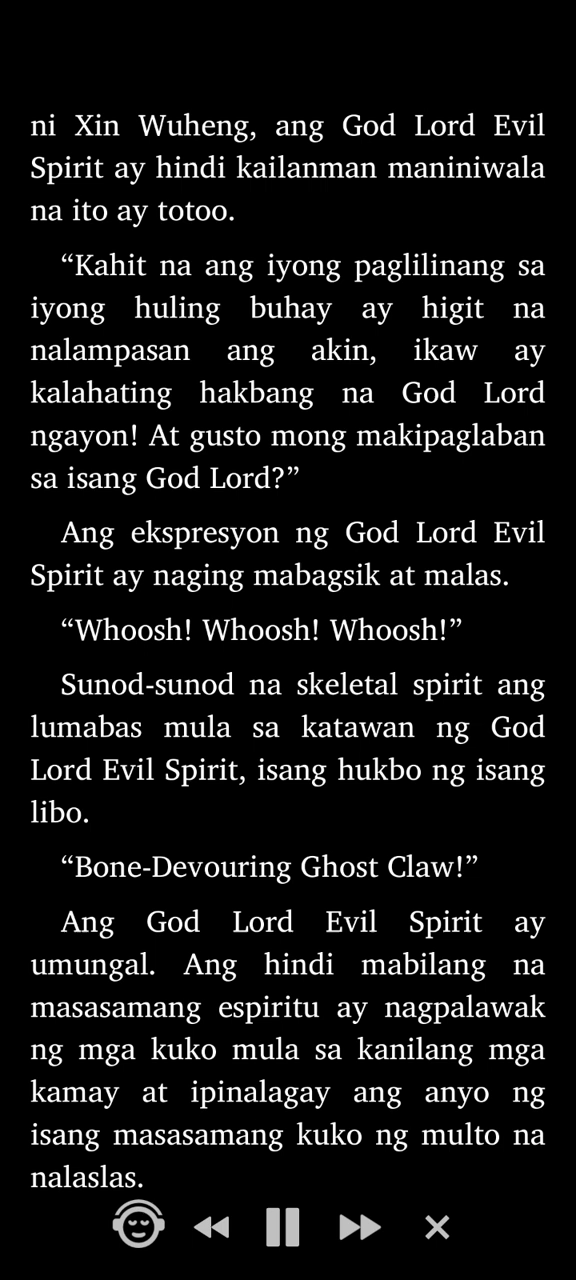 ni Xin Wuheng, ang God Lord Evil
Spirit ay hindi kailanman maniniwala
na ito ay totoo.
“Kahit na ang iyong paglilinang sa
iyong huling buhay ay higit na
nalampasan ang akin, ikaw ay
kalahating hakbang na God Lord
ngayon! At gusto mong makipaglaban
sa isang God Lord?”
Ang ekspresyon ng God Lord Evil
Spirit ay naging mabagsik at malas.
“Whoosh! Whoosh! Whoosh!”
Sunod-sunod na skeletal spirit ang
lumabas mula sa katawan ng God
Lord Evil Spirit, isang hukbo ng isang
libo.
“Bone-Devouring Ghost Claw!”
Ang God Lord Evil Spirit ay
umungal. Ang hindi mabilang na
masasamang espiritu ay nagpalawak
ng mga kuko mula sa kanilang mga
kamay at ipinalagay ang anyo ng
isang masasamang kuko ng multo na
nalaslas.